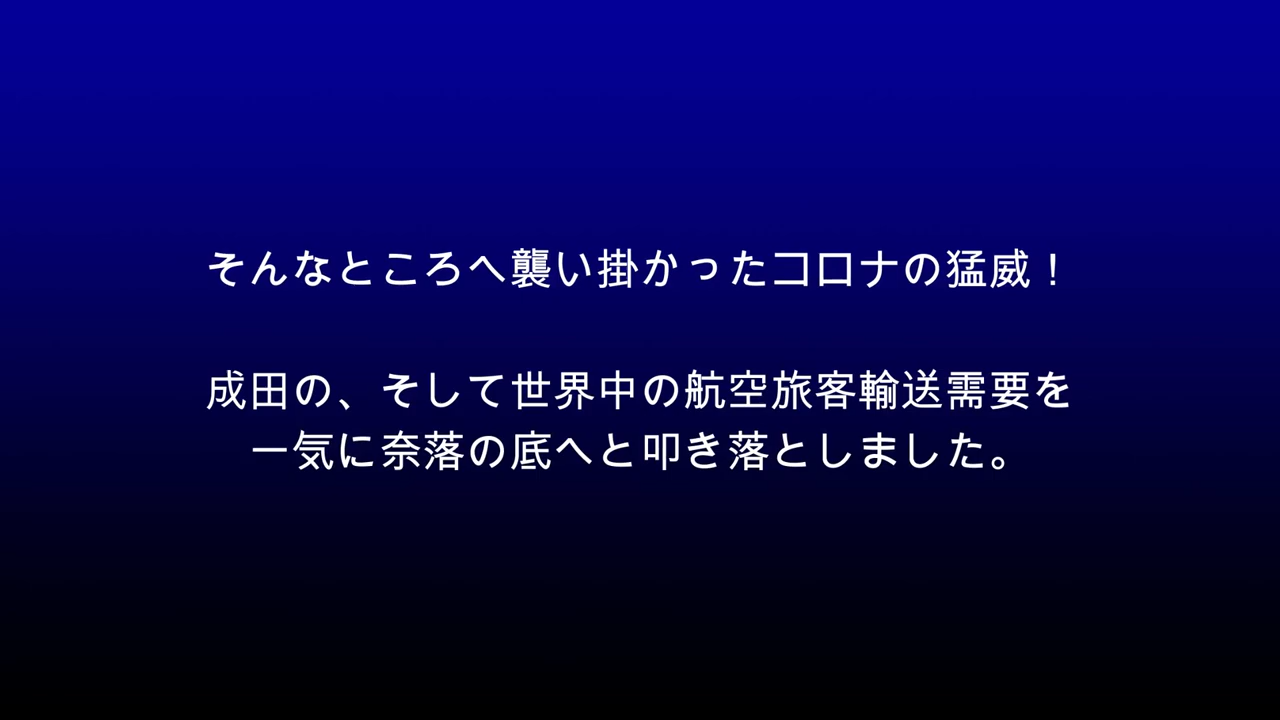 そんなところへ襲い掛かったコロナの猛威！
成田の、そして世界中の航空旅客輸送需要を
一気に奈落の底へと叩き落としました。